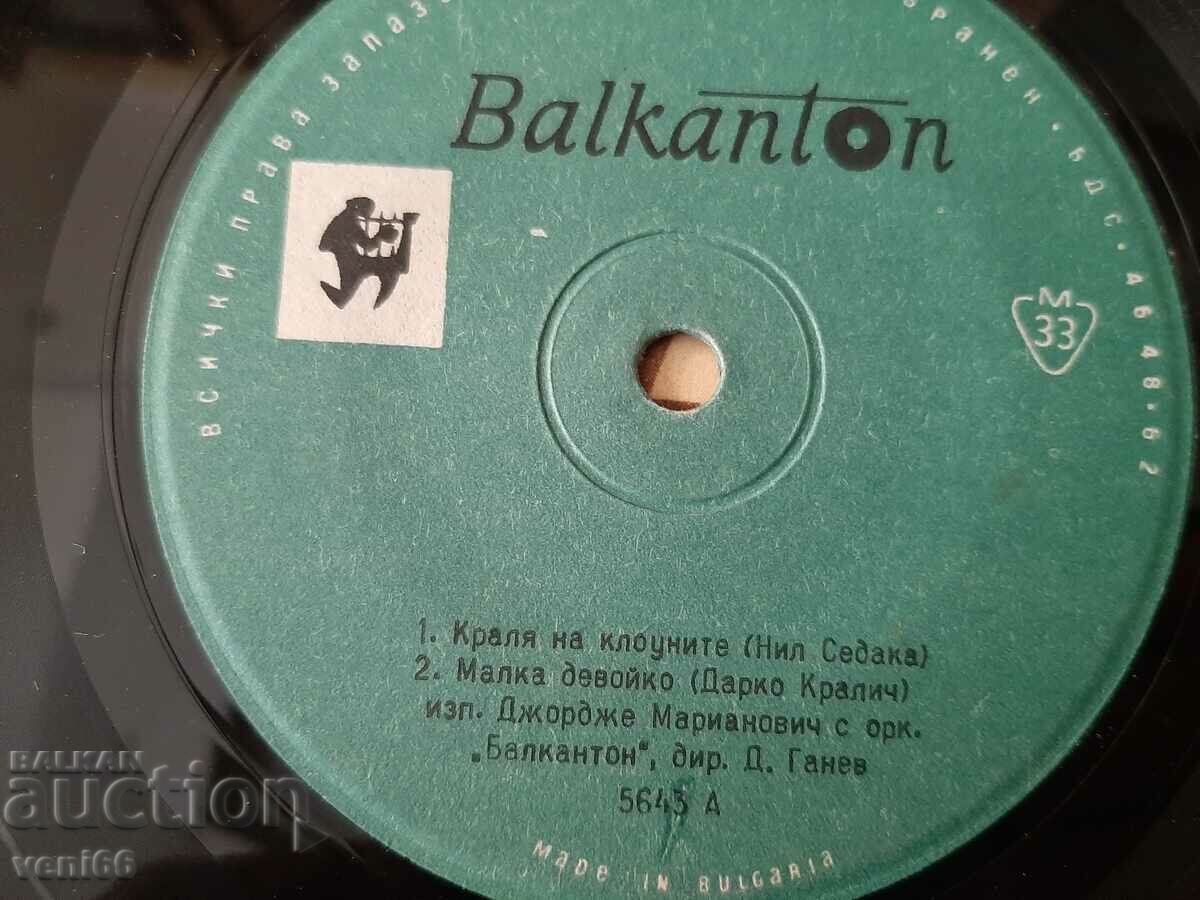 ВСИЧКИ ПРАВА ЗАПАЗ
РАНЕН · БДС · 4648·62
Balkanton
M
33
1. Краля на клоуните (Нил Седака)
2. Малка девойко (Дарко Кралич)
изп. Джордже Марианович с орк.
„Балкантон", дир. Д. Ганев
5643 А
MADE IN BULGARIA
BALKAN
auction
veni66